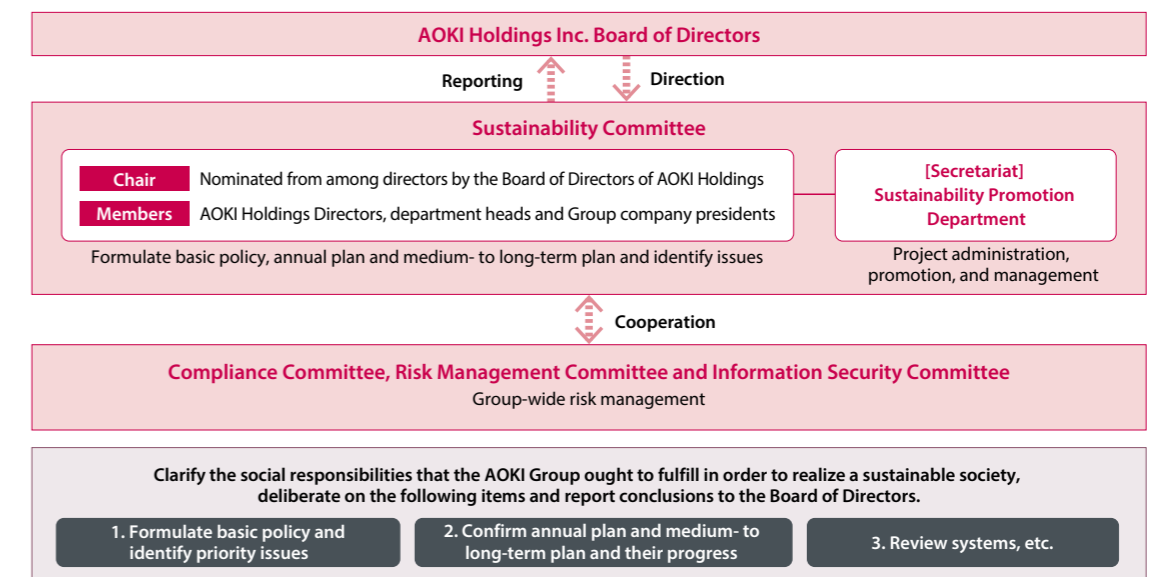 AOKI Holdings Inc. Board of Directors
Reporting
Direction
Sustainability Committee
Chair
Nominated from among directors by the Board of Directors of AOKI Holdings
Members
AOKI Holdings Directors, department heads and Group company presidents
Formulate basic policy, annual plan and medium- to long-term plan and identify issues
[Secretariat]
Sustainability Promotion
Department
Project administration,
promotion, and management
Cooperation
Compliance Committee, Risk Management Committee and Information Security Committee
Group-wide risk management
Clarify the social responsibilities that the AOKI Group ought to fulfill in order to realize a sustainable society,
deliberate on the following items and report conclusions to the Board of Directors.
1. Formulate basic policy and
identify priority issues
2. Confirm annual plan and medium- to
long-term plan and their progress
3. Review systems, etc.